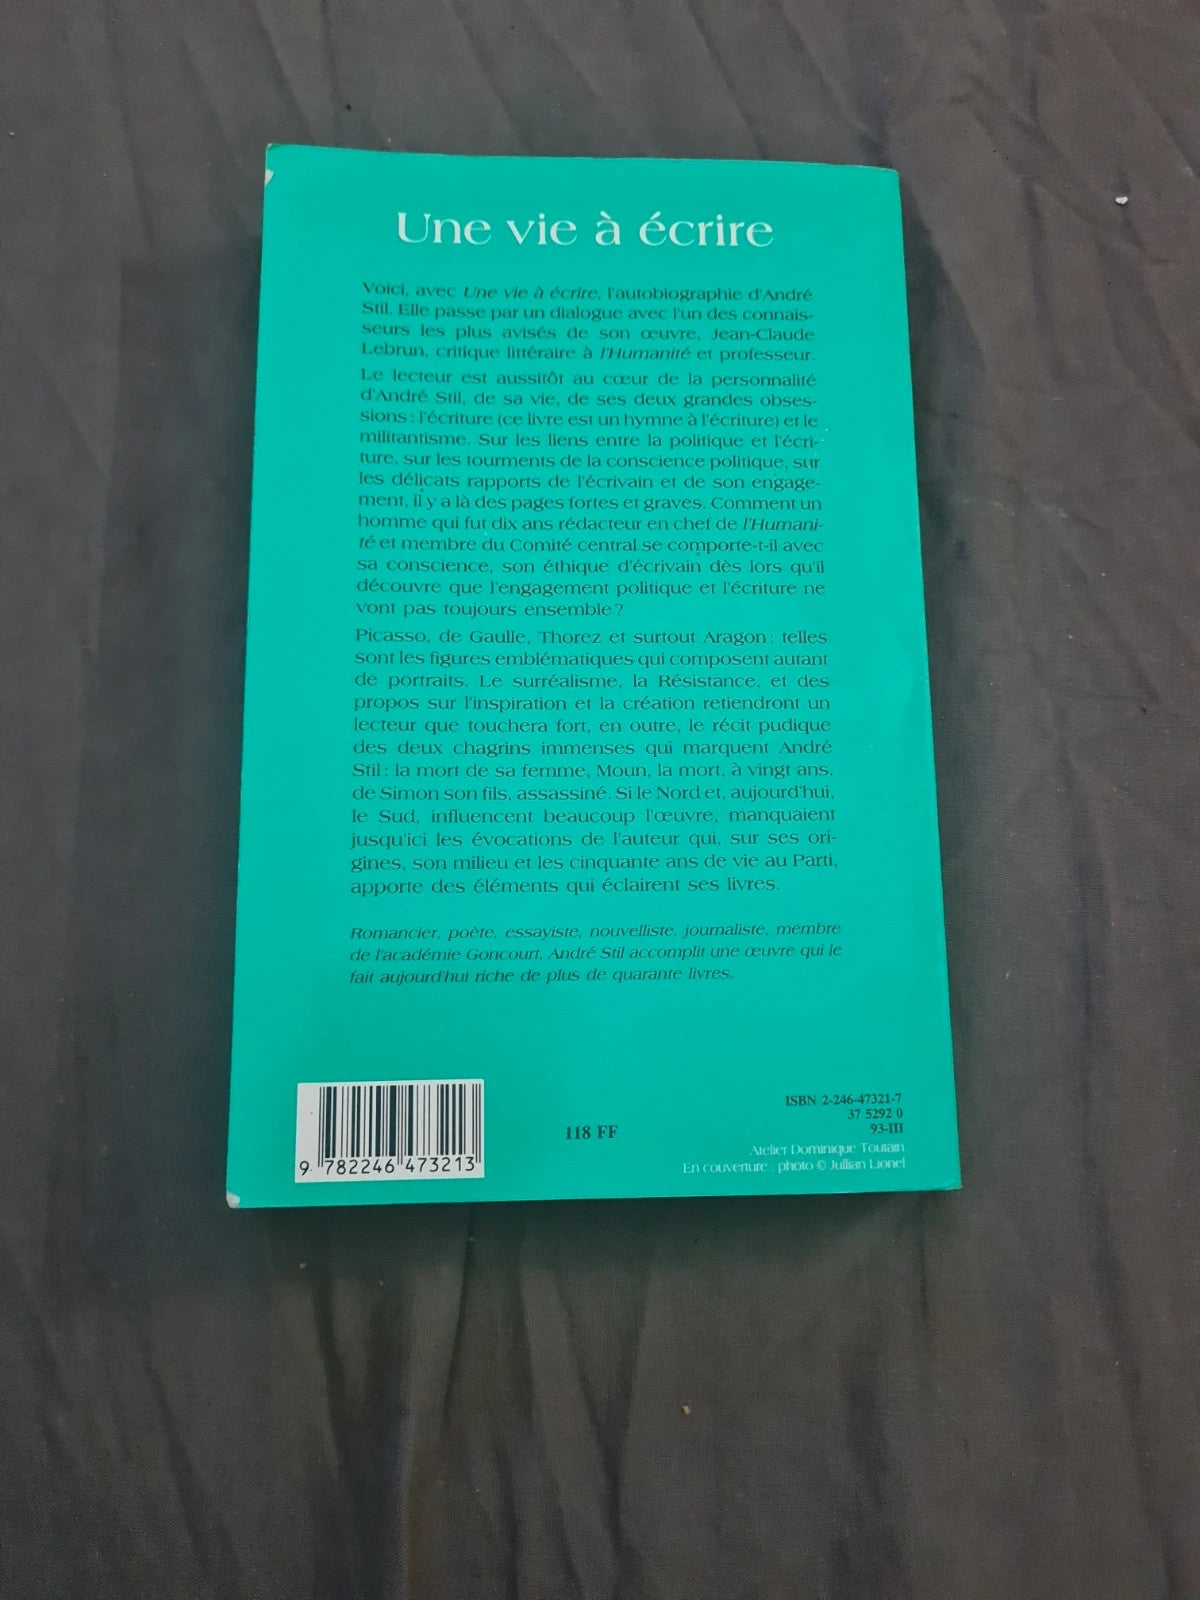 Une vie à écrire
Voici, avec Une vie à écrire, l'autobiographie d'André
Stil. Elle passe par un dialogue avec l'un des connais-
seurs les plus avisés de son œuvre, Jean-Claude
Lebrun, critique littéraire à l'Humanité et professeur.
Le lecteur est aussitôt au cœur de la personnalité
d'André Stil, de sa vie, de ses deux grandes obses-
sions : l'écriture (ce livre est un hymne à l'écriture) et le
militantisme. Sur les liens entre la politique et l'écri-
ture, sur les tourments de la conscience politique, sur
les délicats rapports de l'écrivain et de son engage-
ment, il y a là des pages fortes et graves. Comment un
homme qui fut dix ans rédacteur en chef de l'Humani-
té et membre du Comité central se comporte-t-il avec
sa conscience, son éthique d'écrivain dès lors qu'il
découvre que l'engagement politique et l'écriture ne
vont pas toujours ensemble ?
Picasso, de Gaulle, Thorez et surtout Aragon : telles
sont les figures emblématiques qui composent autant
de portraits. Le surréalisme, la Résistance, et des
propos sur l'inspiration et la création retiendront un
lecteur que touchera fort, en outre, le récit pudique
des deux chagrins immenses qui marquent André
Stil : la mort de sa femme, Moun, la mort, à vingt ans,
de Simon son fils, assassiné. Si le Nord et, aujourd'hui,
le Sud, influencent beaucoup l'œuvre, manquaient
jusqu'ici les évocations de l'auteur qui, sur ses ori-
gines, son milieu et les cinquante ans de vie au Parti,
apporte des éléments qui éclairent ses livres.
Romancier, poète, essayiste, nouvelliste, journaliste, membre
de l'académie Goncourt, André Stil accomplit une œuvre qui le
fait aujourd'hui riche de plus de quarante livres.
ISBN 2-246-47321-7
37 5292 0
93-III
118 FF
Atelier Dominique Toutain
En couverture : photo © Jullian Lionel
9 782246 473213